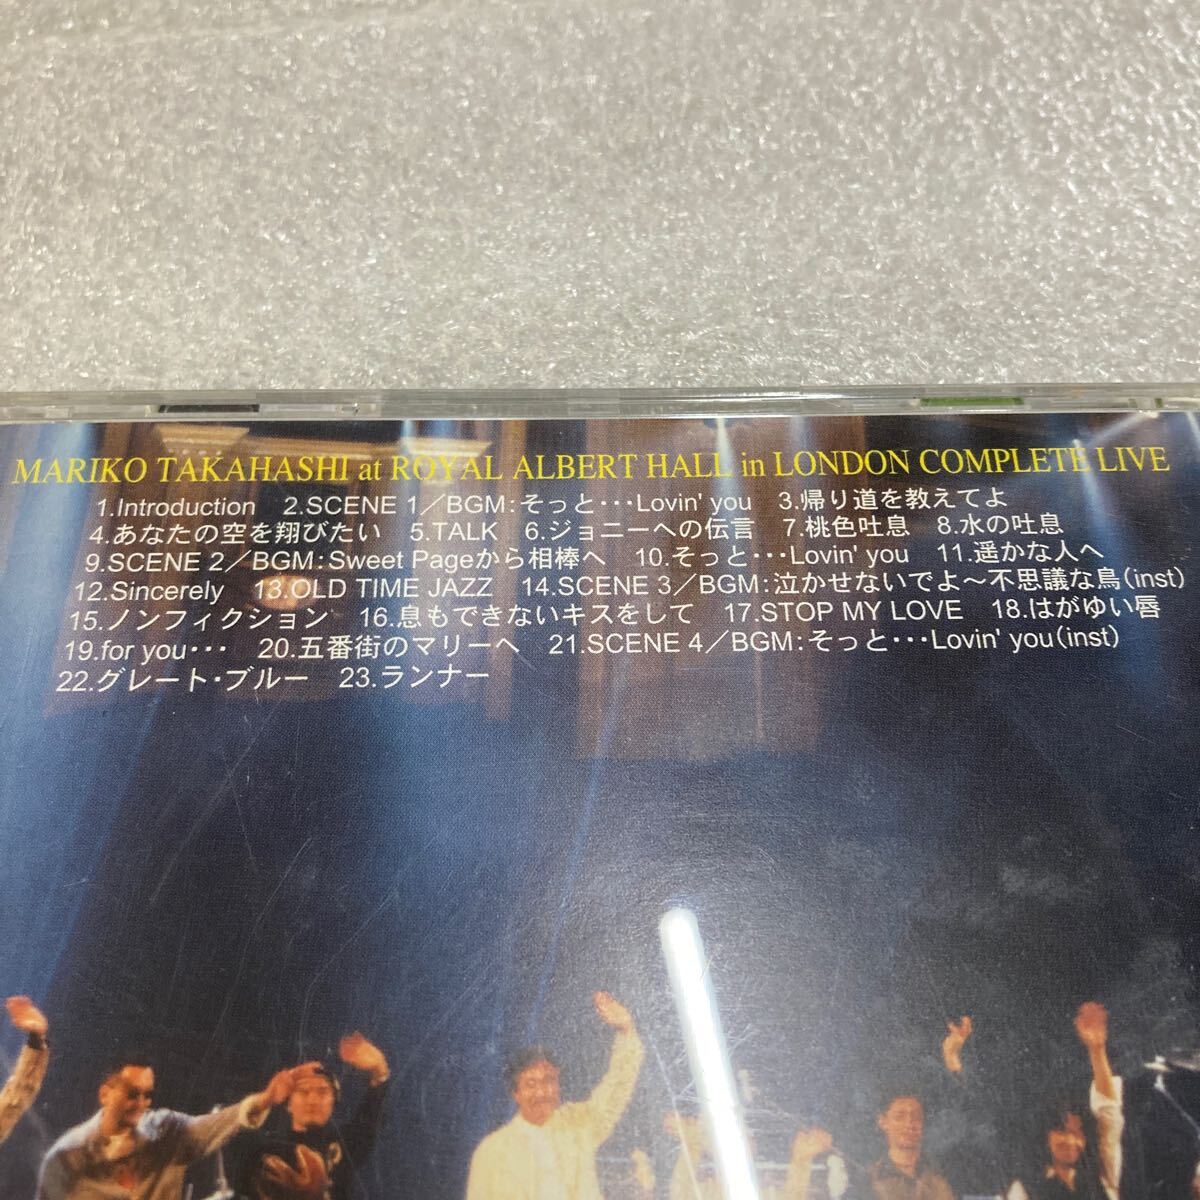 MARIKO TAKAHASHI at ROYAL ALBERT HALL in LONDON COMPLETE LIVE
1.Introduction 2.SCENE 1／BGM：そっと･･･Lovin' you 3.帰り道を教えてよ
4.あなたの空を翔びたい 5.TALK 6.ジョニーへの伝言 7.桃色吐息 8.水の吐息
9.SCENE 2／BGM：Sweet Pageから相棒へ 10.そっと･･･Lovin' you 11.遥かな人へ
12.Sincerely 13.OLD TIME JAZZ 14.SCENE 3／BGM：泣かせないでよ～不思議な鳥(inst)
15.ノンフィクション 16.息もできないキスをして 17.STOP MY LOVE 18.はがゆい唇
19.for you･･･ 20.五番街のマリーへ 21.SCENE 4／BGM：そっと･･･Lovin' you(inst)
22.グレート・ブルー 23.ランナー